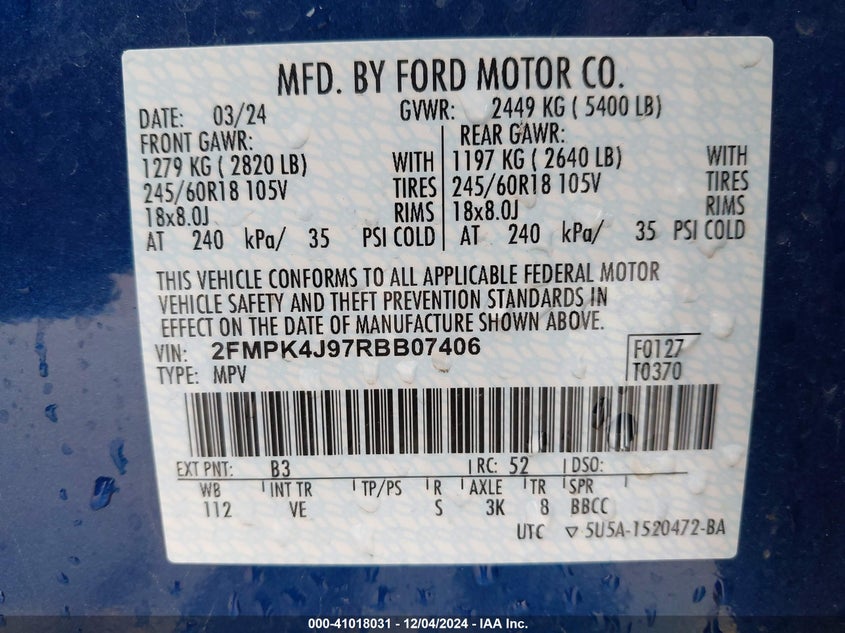 MFD. BY FORD MOTOR CO.
DATE: 03/24 GVWR: 2449 KG ( 5400 LB)
FRONT GAWR: REAR GAWR:
1279 KG ( 2820 LB) WITH 1197 KG ( 2640 LB) WITH
245/60R18 105V TIRES 245/60R18 105V TIRES
18x8.0J RIMS 18x8.0J RIMS
AT 240 kPa/ 35 PSI COLD AT 240 kPa/ 35 PSI COLD
THIS VEHICLE CONFORMS TO ALL APPLICABLE FEDERAL MOTOR
VEHICLE SAFETY AND THEFT PREVENTION STANDARDS IN
EFFECT ON THE DATE OF MANUFACTURE SHOWN ABOVE.
VIN: 2FMPK4J97RBB07406 F0127
TYPE: MPV T0370
EXT PNT: B3 RC: 52 DSO:
WB INT TR TP/PS R AXLE TR SPR
112 VE S 3K 8 BBCC
UTC ▽ 5U5A-1520472-BA
000-41018031 - 12/04/2024 - IAA Inc.